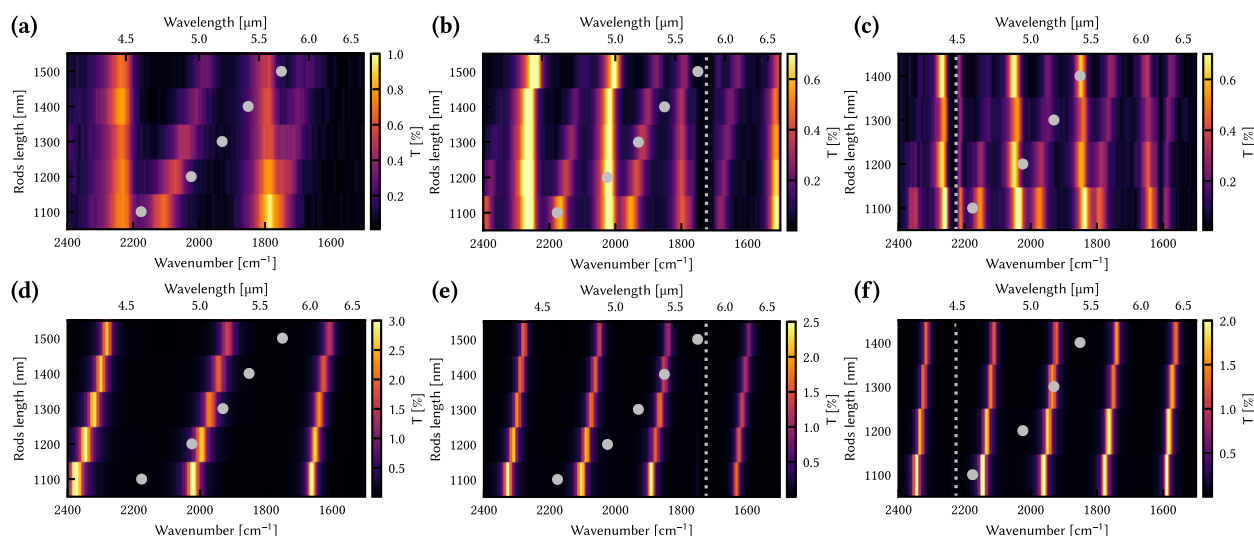 (a)
Wavelength [μm]
4.5 5.0 5.5 6.0 6.5
1500
1400
1300
1200
1100
Rods length [nm]
2400 2200 2000 1800 1600
Wavenumber [cm⁻¹]
1.0
0.8
0.6
0.4
0.2
T [%]
(b)
Wavelength [μm]
4.5 5.0 5.5 6.0 6.5
1500
1400
1300
1200
1100
Rods length [nm]
2400 2200 2000 1800 1600
Wavenumber [cm⁻¹]
0.6
0.4
0.2
T [%]
(c)
Wavelength [μm]
4.5 5.0 5.5 6.0 6.5
1400
1300
1200
1100
Rods length [nm]
2400 2200 2000 1800 1600
Wavenumber [cm⁻¹]
0.6
0.4
0.2
T [%]
(d)
Wavelength [μm]
4.5 5.0 5.5 6.0 6.5
1500
1400
1300
1200
1100
Rods length [nm]
2400 2200 2000 1800 1600
Wavenumber [cm⁻¹]
3.0
2.5
2.0
1.5
1.0
0.5
T [%]
(e)
Wavelength [μm]
4.5 5.0 5.5 6.0 6.5
1500
1400
1300
1200
1100
Rods length [nm]
2400 2200 2000 1800 1600
Wavenumber [cm⁻¹]
2.5
2.0
1.5
1.0
0.5
0.0
T [%]
(f)
Wavelength [μm]
4.5 5.0 5.5 6.0 6.5
1400
1300
1200
1100
Rods length [nm]
2400 2200 2000 1800 1600
Wavenumber [cm⁻¹]
2.0
1.5
1.0
0.5
T [%]